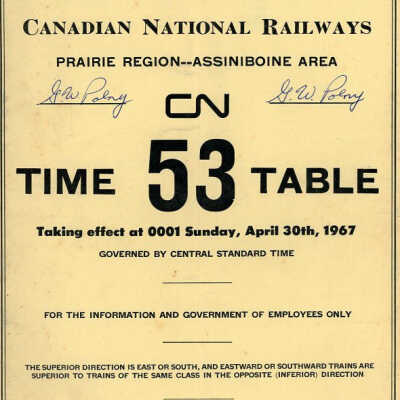 CANADIAN NATIONAL RAILWAYS
PRAIRIE REGION--ASSINIBOINE AREA
G.W. Polny G.W. Polny
CN
TIME 53 TABLE
Taking effect at 0001 Sunday, April 30th, 1967
GOVERNED BY CENTRAL STANDARD TIME
FOR THE INFORMATION AND GOVERNMENT OF EMPLOYEES ONLY
THE SUPERIOR DIRECTION IS EAST OR SOUTH, AND EASTWARD OR SOUTHWARD TRAINS ARE
SUPERIOR TO TRAINS OF THE SAME CLASS IN THE OPPOSITE (INFERIOR) DIRECTION